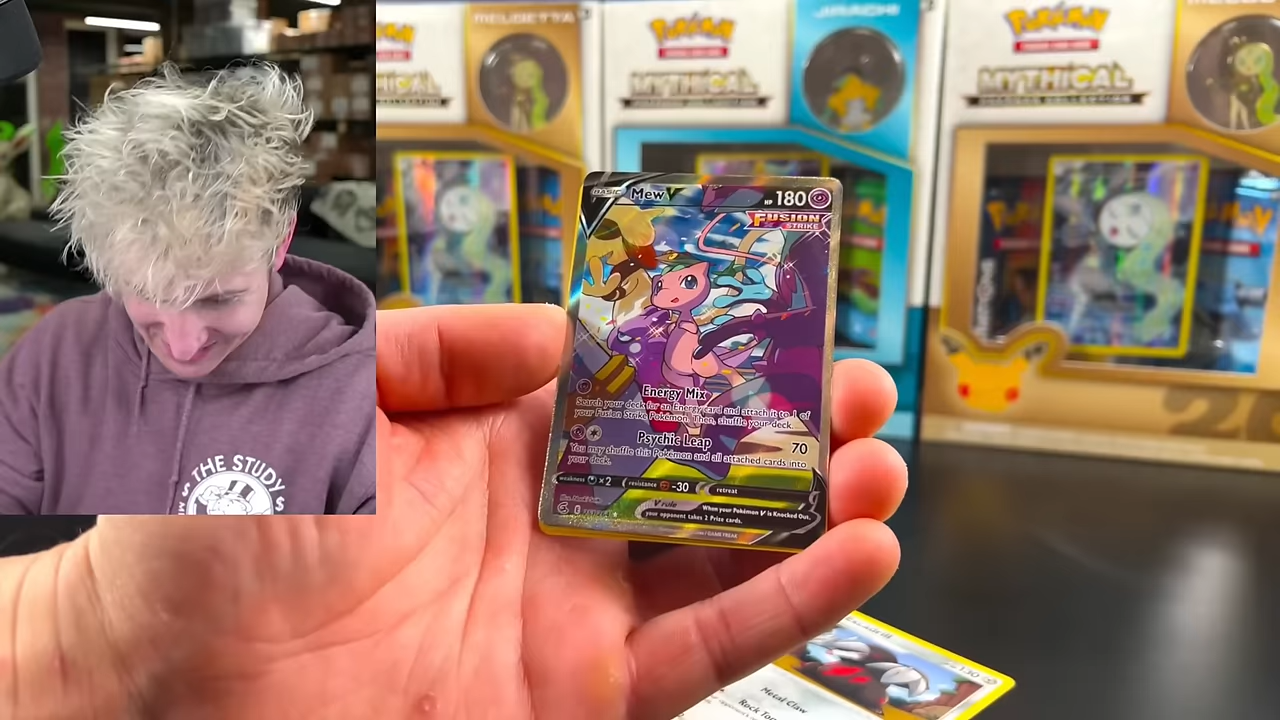 MELOETTA
Pokémon
MYTHICAL
JIRACHI
Pokémon
MYTHICAL
BASIC Mew V HP 180
FUSION
STRIKE
Energy Mix
Search your deck for an Energy card and attach it to 1 of
your Fusion Strike Pokémon. Then, shuffle your deck.
Psychic Leap 70
You may shuffle this Pokémon and all attached cards into
your deck.
weakness ×2 resistance -30 retreat
V rule When your Pokémon V is Knocked Out,
your opponent takes 2 Prize cards.
THE STUDY
130
Metal Claw